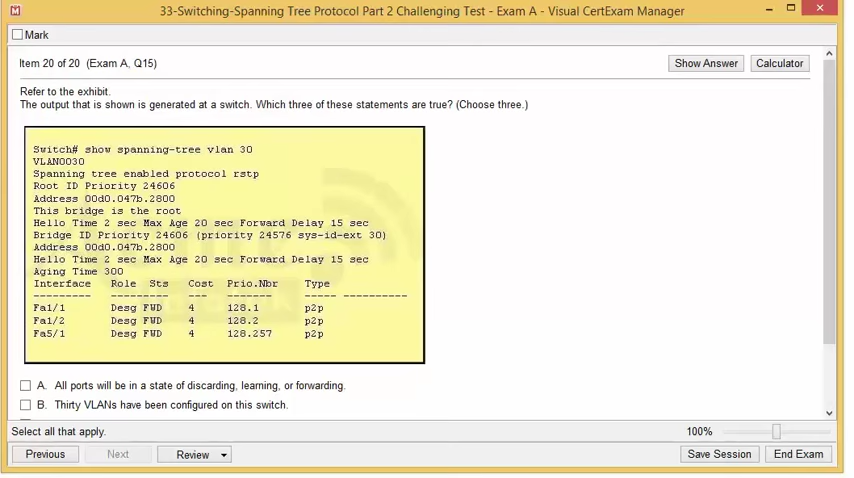 33-Switching-Spanning Tree Protocol Part 2 Challenging Test - Exam A - Visual CertExam Manager
Mark
Item 20 of 20 (Exam A, Q15)
Show Answer
Calculator
Refer to the exhibit.
The output that is shown is generated at a switch. Which three of these statements are true? (Choose three.)
Switch# show spanning-tree vlan 30
VLAN0030
Spanning tree enabled protocol rstp
Root ID Priority 24606
Address 00d0.047b.2800
This bridge is the root
Hello Time 2 sec Max Age 20 sec Forward Delay 15 sec
Bridge ID Priority 24606 (priority 24576 sys-id-ext 30)
Address 00d0.047b.2800
Hello Time 2 sec Max Age 20 sec Forward Delay 15 sec
Aging Time 300
Interface Role Sts Cost Prio.Nbr Type
--------- -------- --- ------- ----- ----------
Fa1/1 Desg FWD 4 128.1 p2p
Fa1/2 Desg FWD 4 128.2 p2p
Fa5/1 Desg FWD 4 128.257 p2p
A. All ports will be in a state of discarding, learning, or forwarding.
B. Thirty VLANs have been configured on this switch.
Select all that apply.
100%
Previous
Next
Review
Save Session
End Exam